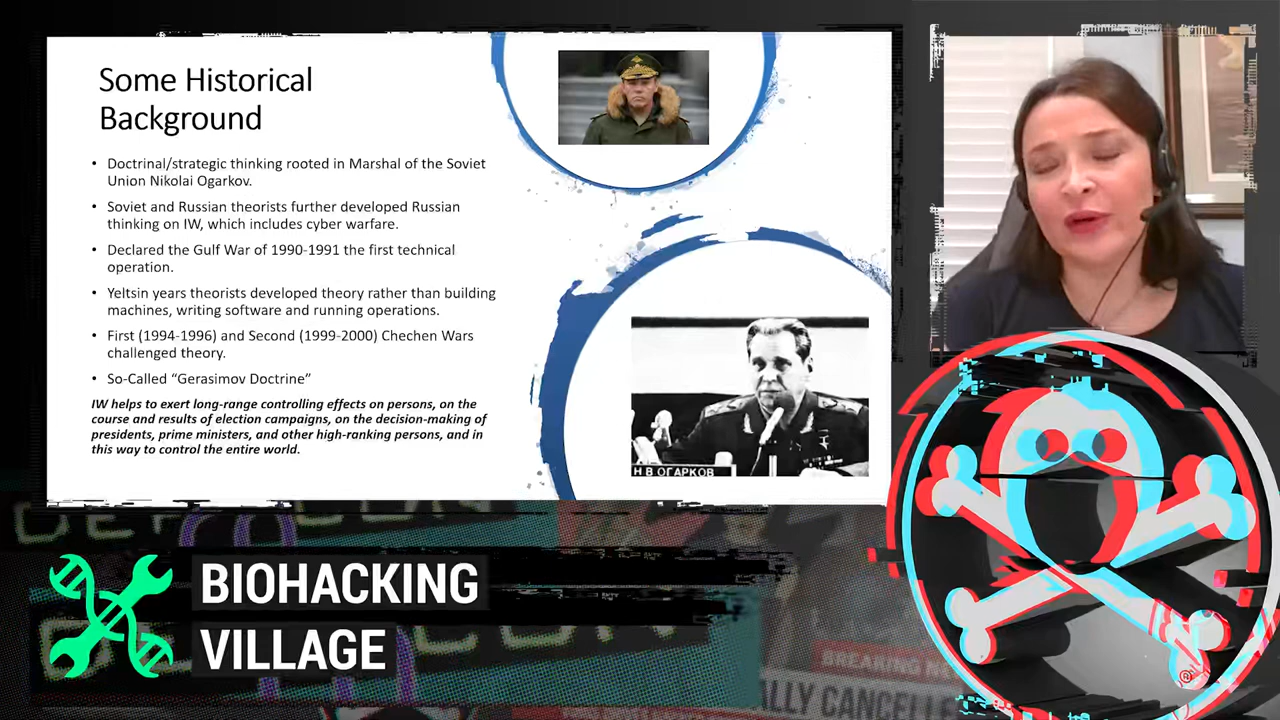 Some Historical
Background
• Doctrinal/strategic thinking rooted in Marshal of the Soviet
Union Nikolai Ogarkov.
• Soviet and Russian theorists further developed Russian
thinking on IW, which includes cyber warfare.
• Declared the Gulf War of 1990-1991 the first technical
operation.
• Yeltsin years theorists developed theory rather than building
machines, writing software and running operations.
• First (1994-1996) and Second (1999-2000) Chechen Wars
challenged theory.
• So-Called “Gerasimov Doctrine”
IW helps to exert long-range controlling effects on persons, on the
course and results of election campaigns, on the decision-making of
presidents, prime ministers, and other high-ranking persons, and in
this way to control the entire world.
Н В ОГАРКОВ
BIOHACKING
VILLAGE
BREAKING NE
ALLY CANCELLE
®